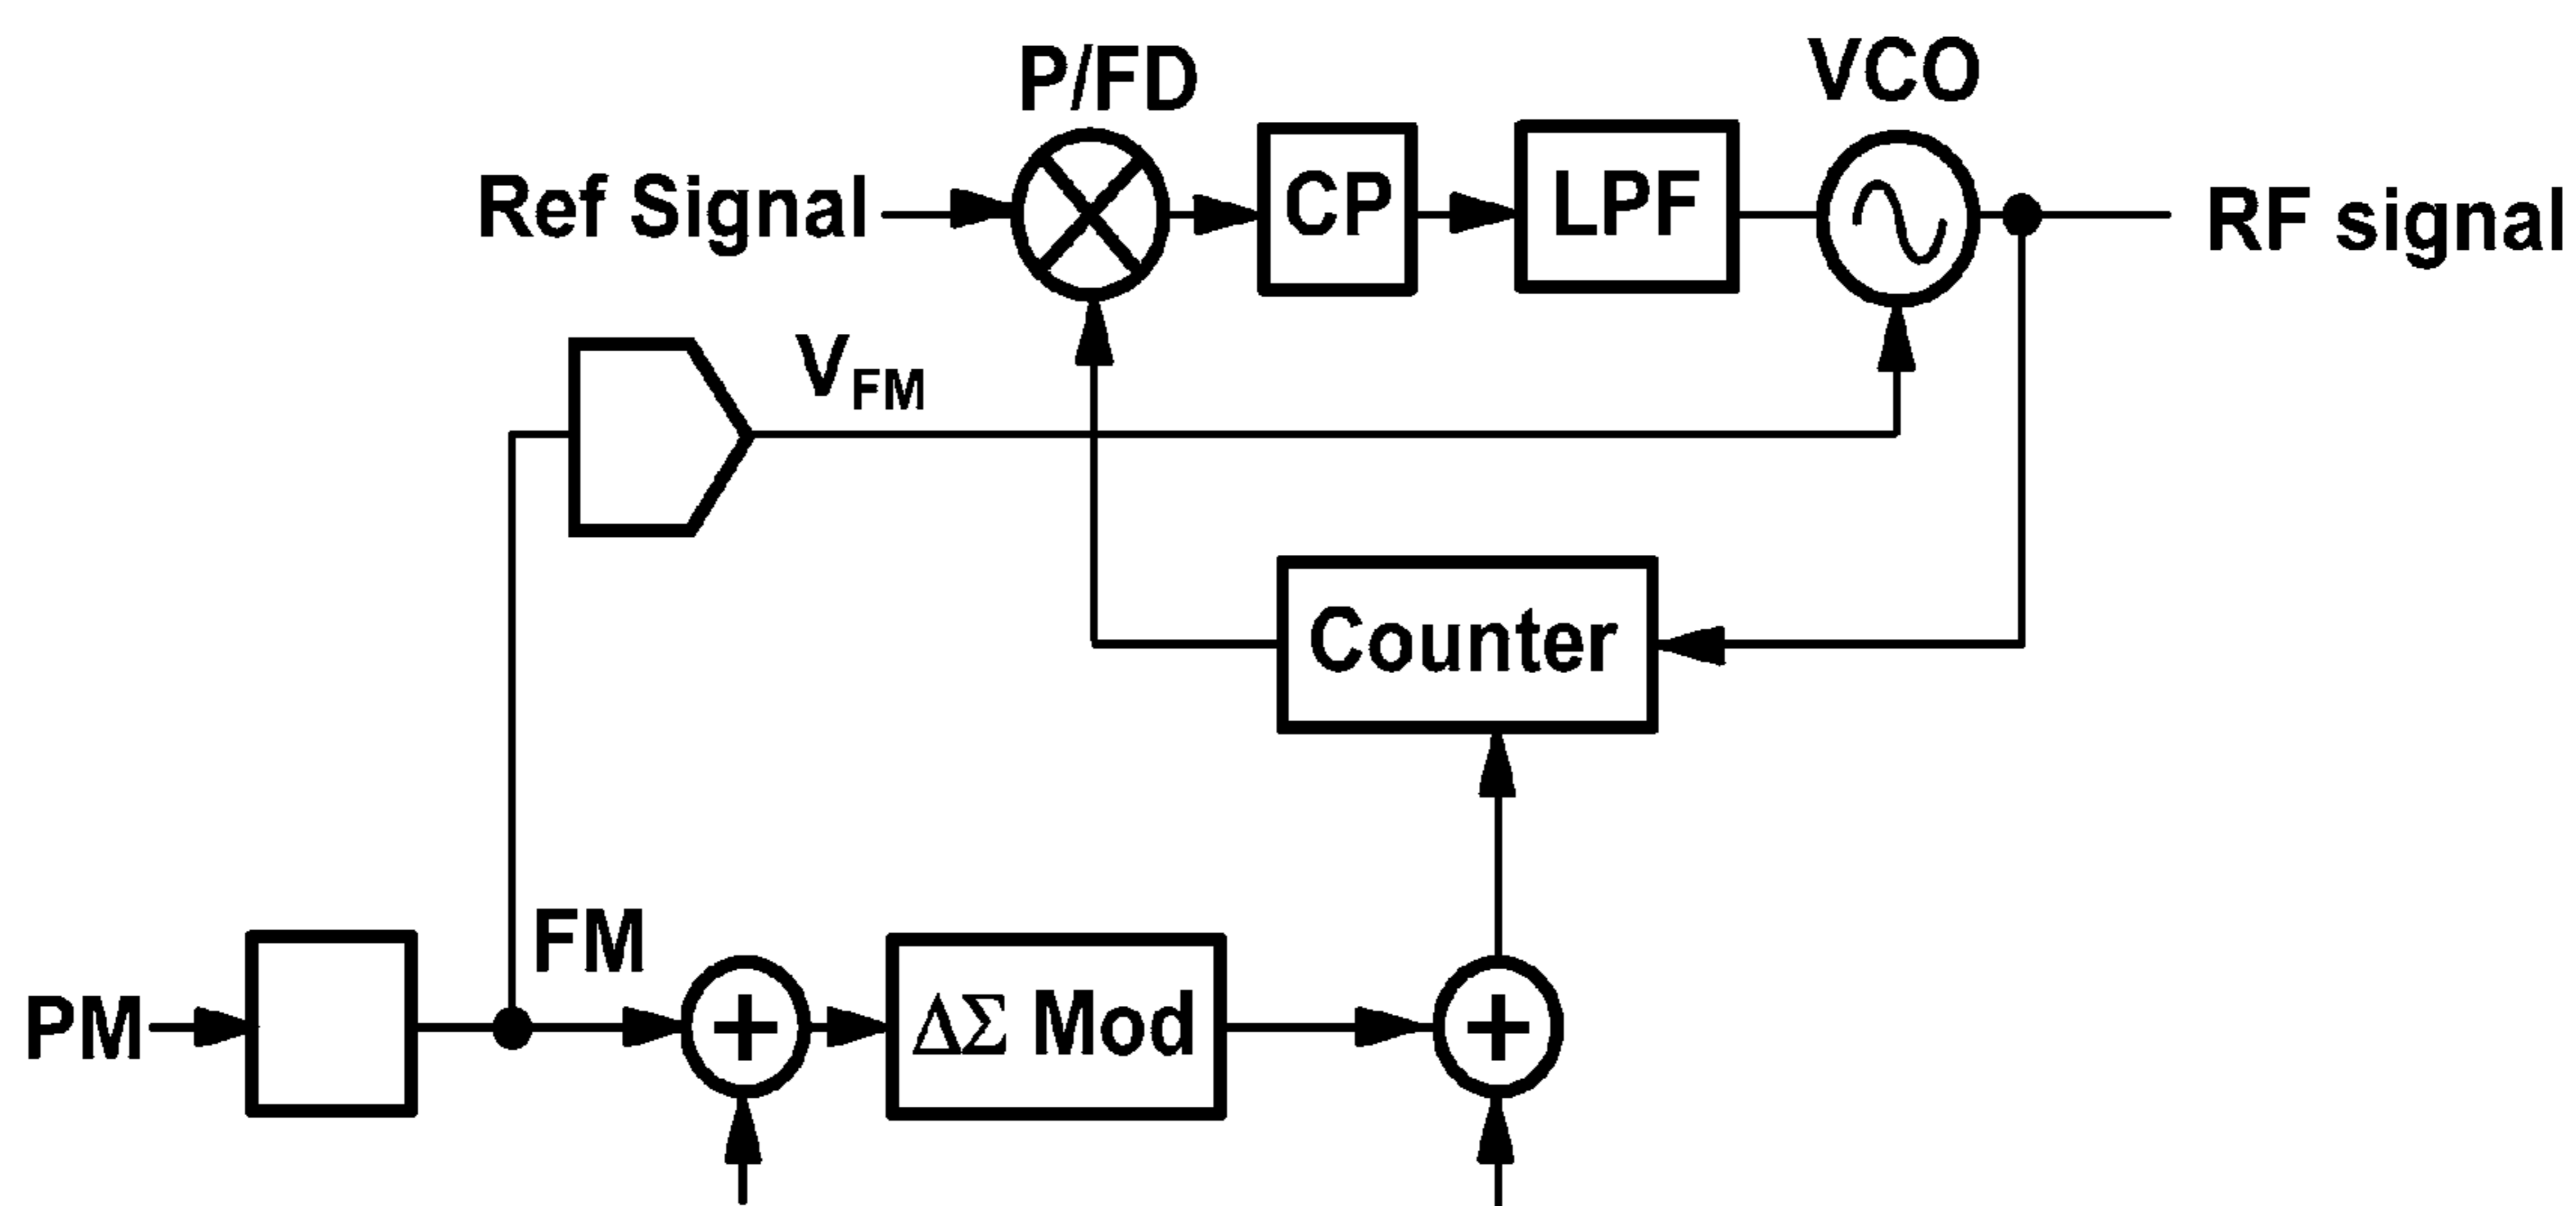 P/FD
VCO
Ref Signal
CP
LPF
RF signal
V_FM
Counter
FM
PM
ΔΣ Mod